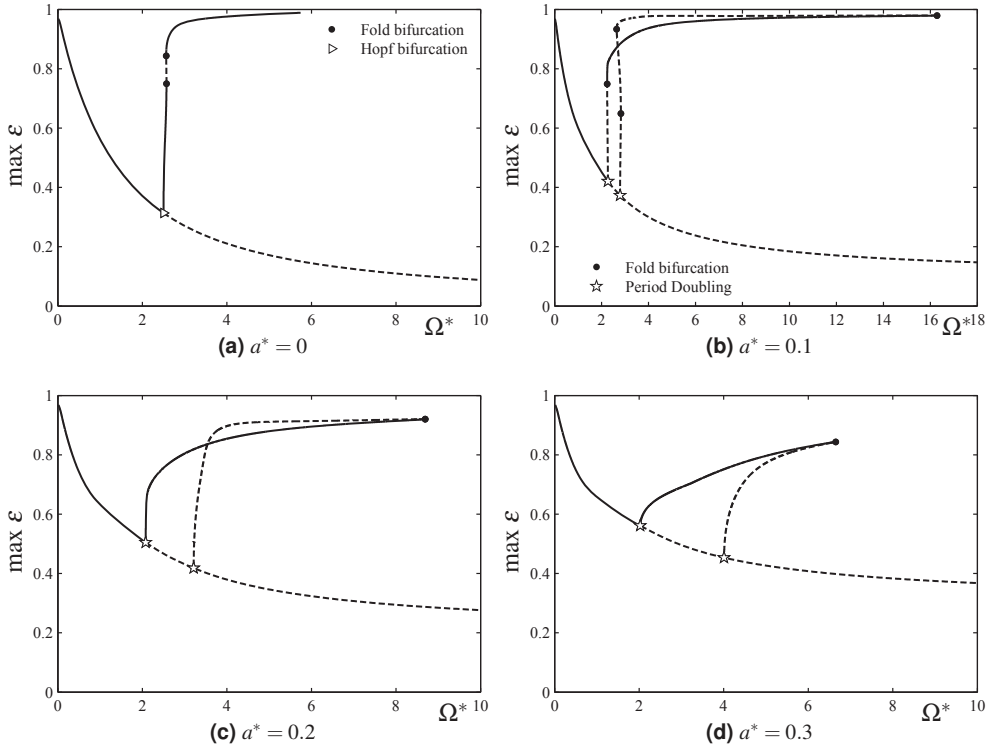 1
0.8
0.6
0.4
0.2
0
max ε
Fold bifurcation
Hopf bifurcation
0 2 4 6 8 10
Ω*
(a) a* = 0
1
0.8
0.6
0.4
0.2
0
max ε
Fold bifurcation
Period Doubling
0 2 4 6 8 10 12 14 16 18
Ω*
(b) a* = 0.1
1
0.8
0.6
0.4
0.2
0
max ε
0 2 4 6 8 10
Ω*
(c) a* = 0.2
1
0.8
0.6
0.4
0.2
0
max ε
0 2 4 6 8 10
Ω*
(d) a* = 0.3